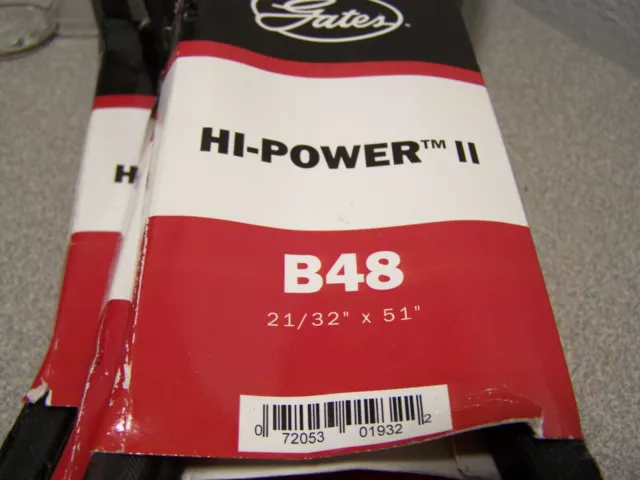 Gates
HI-POWER™ II
H
B48
21/32" x 51"
0 72053 01932 2